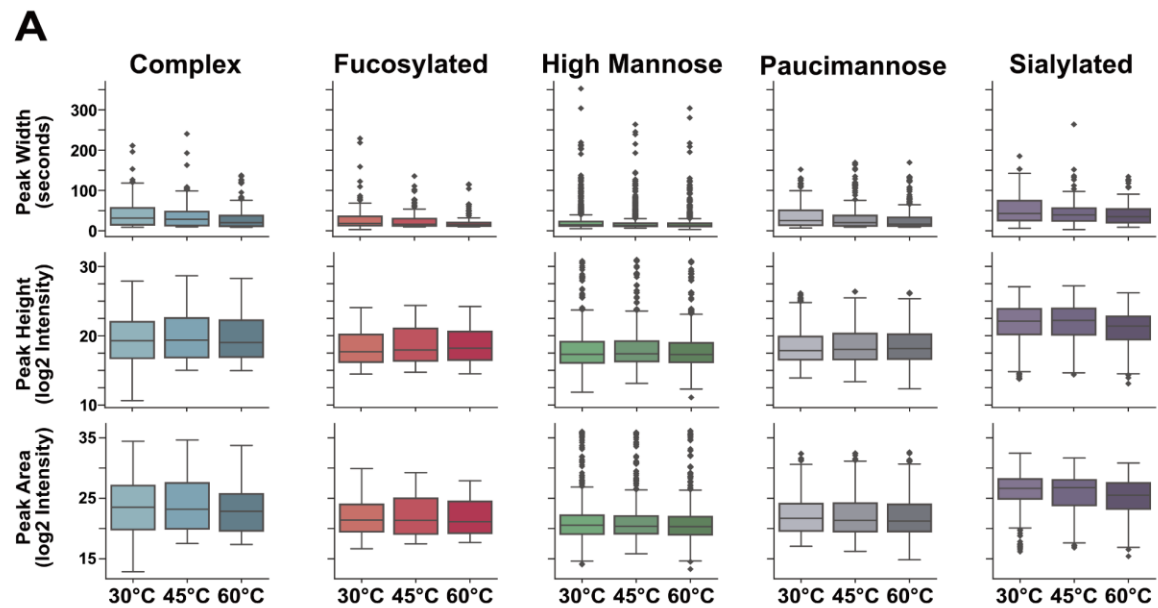 A
Complex Fucosylated High Mannose Paucimannose Sialylated
Peak Width
(seconds)
300
200
100
0
Peak Height
(log2 Intensity)
30
20
10
Peak Area
(log2 Intensity)
35
25
15
30°C 45°C 60°C 30°C 45°C 60°C 30°C 45°C 60°C 30°C 45°C 60°C 30°C 45°C 60°C